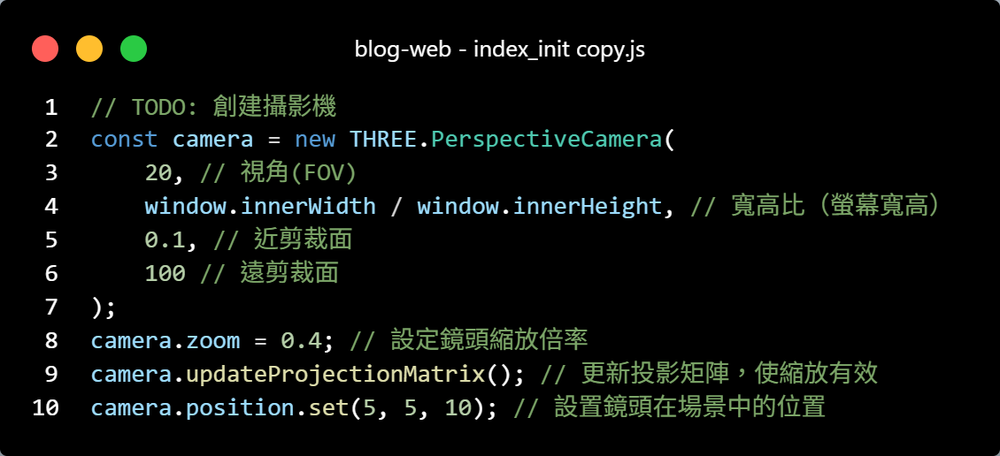 blog-web - index_init copy.js
1 // TODO: 創建攝影機
2 const camera = new THREE.PerspectiveCamera(
3     20, // 視角(FOV)
4     window.innerWidth / window.innerHeight, // 寬高比（螢幕寬高）
5     0.1, // 近剪裁面
6     100 // 遠剪裁面
7 );
8 camera.zoom = 0.4; // 設定鏡頭縮放倍率
9 camera.updateProjectionMatrix(); // 更新投影矩陣，使縮放有效
10 camera.position.set(5, 5, 10); // 設置鏡頭在場景中的位置